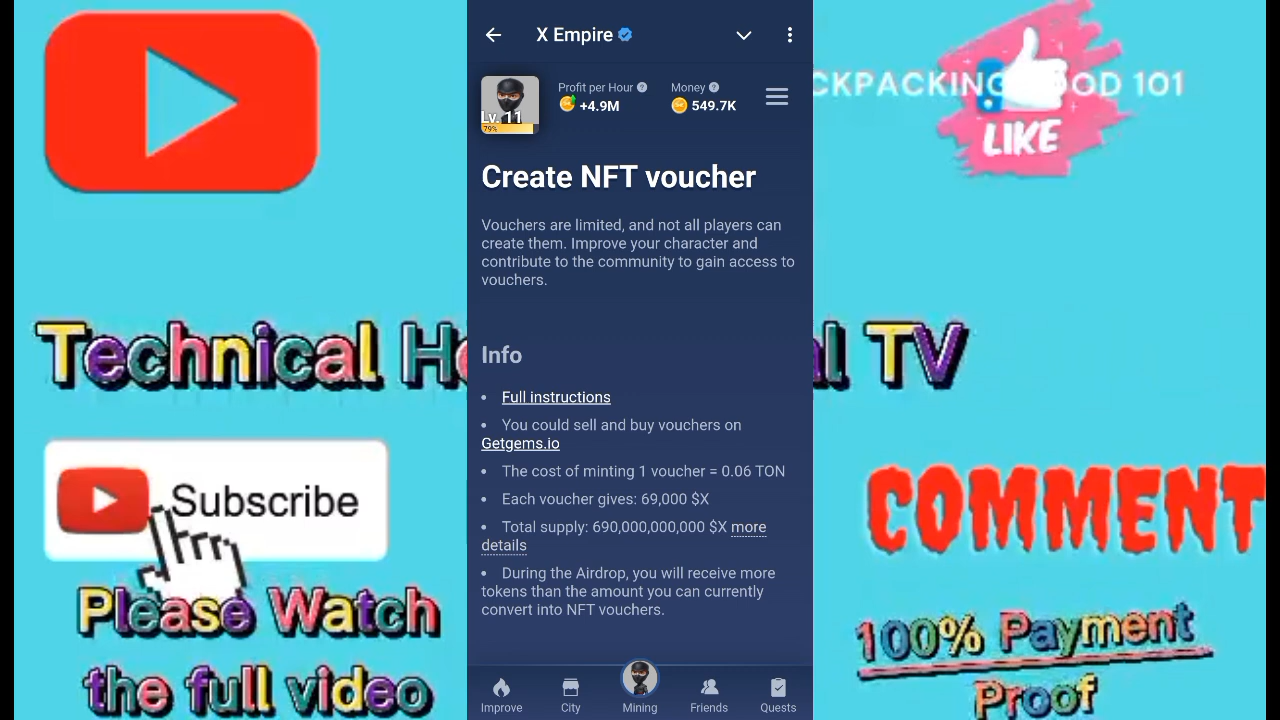 X Empire
Profit per Hour ?
+4.9M
Money ?
549.7K
Lv. 11
79%
Create NFT voucher
Vouchers are limited, and not all players can
create them. Improve your character and
contribute to the community to gain access to
vouchers.
Info
• Full instructions
• You could sell and buy vouchers on
Getgems.io
• The cost of minting 1 voucher = 0.06 TON
• Each voucher gives: 69,000 $X
• Total supply: 690,000,000,000 $X more
details
• During the Airdrop, you will receive more
tokens than the amount you can currently
convert into NFT vouchers.
Improve
City
Mining
Friends
Quests
Technical
TV
Subscribe
Please Watch
the full video
LIKE
101
COMMENT
100% Payment
Proof